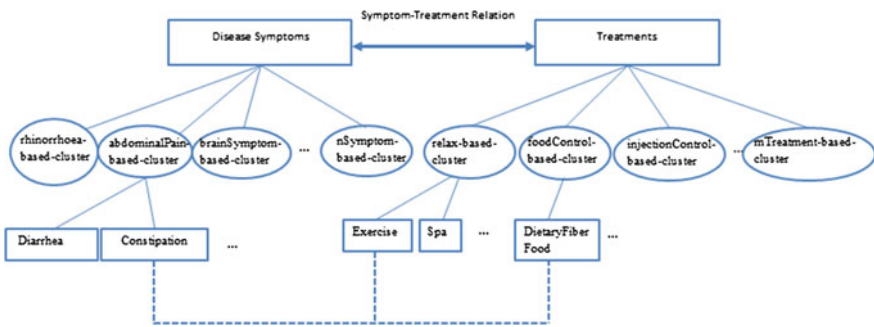 Symptom-Treatment Relation
Disease Symptoms
Treatments
rhinorrhoea-
based-cluster
abdominalPain
-based-cluster
brainSymptom-
based-cluster
...
nSymptom-
based-cluster
relax-based-
cluster
foodControl-
based-cluster
injectionControl-
based-cluster
...
mTreatment-based-
cluster
Diarrhea
Constipation
...
Exercise
Spa
...
DietaryFiber
Food
...